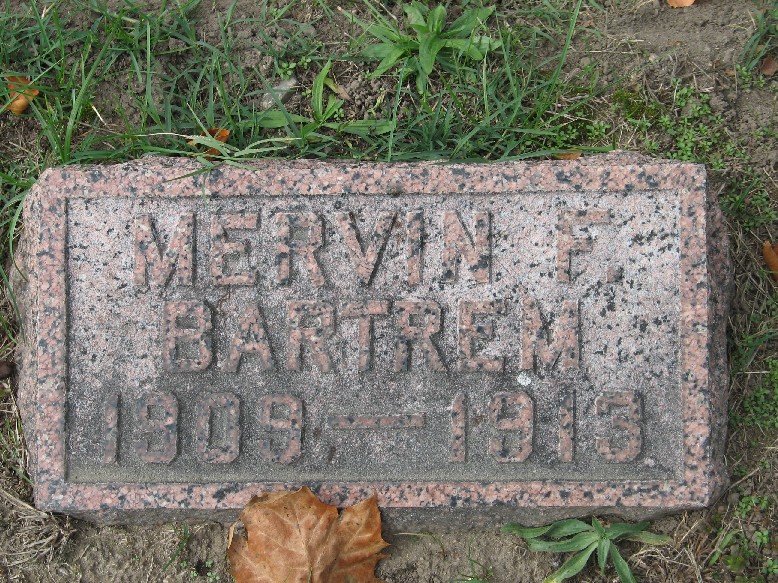 MERVIN F.
BARTREM
1909 — 1913